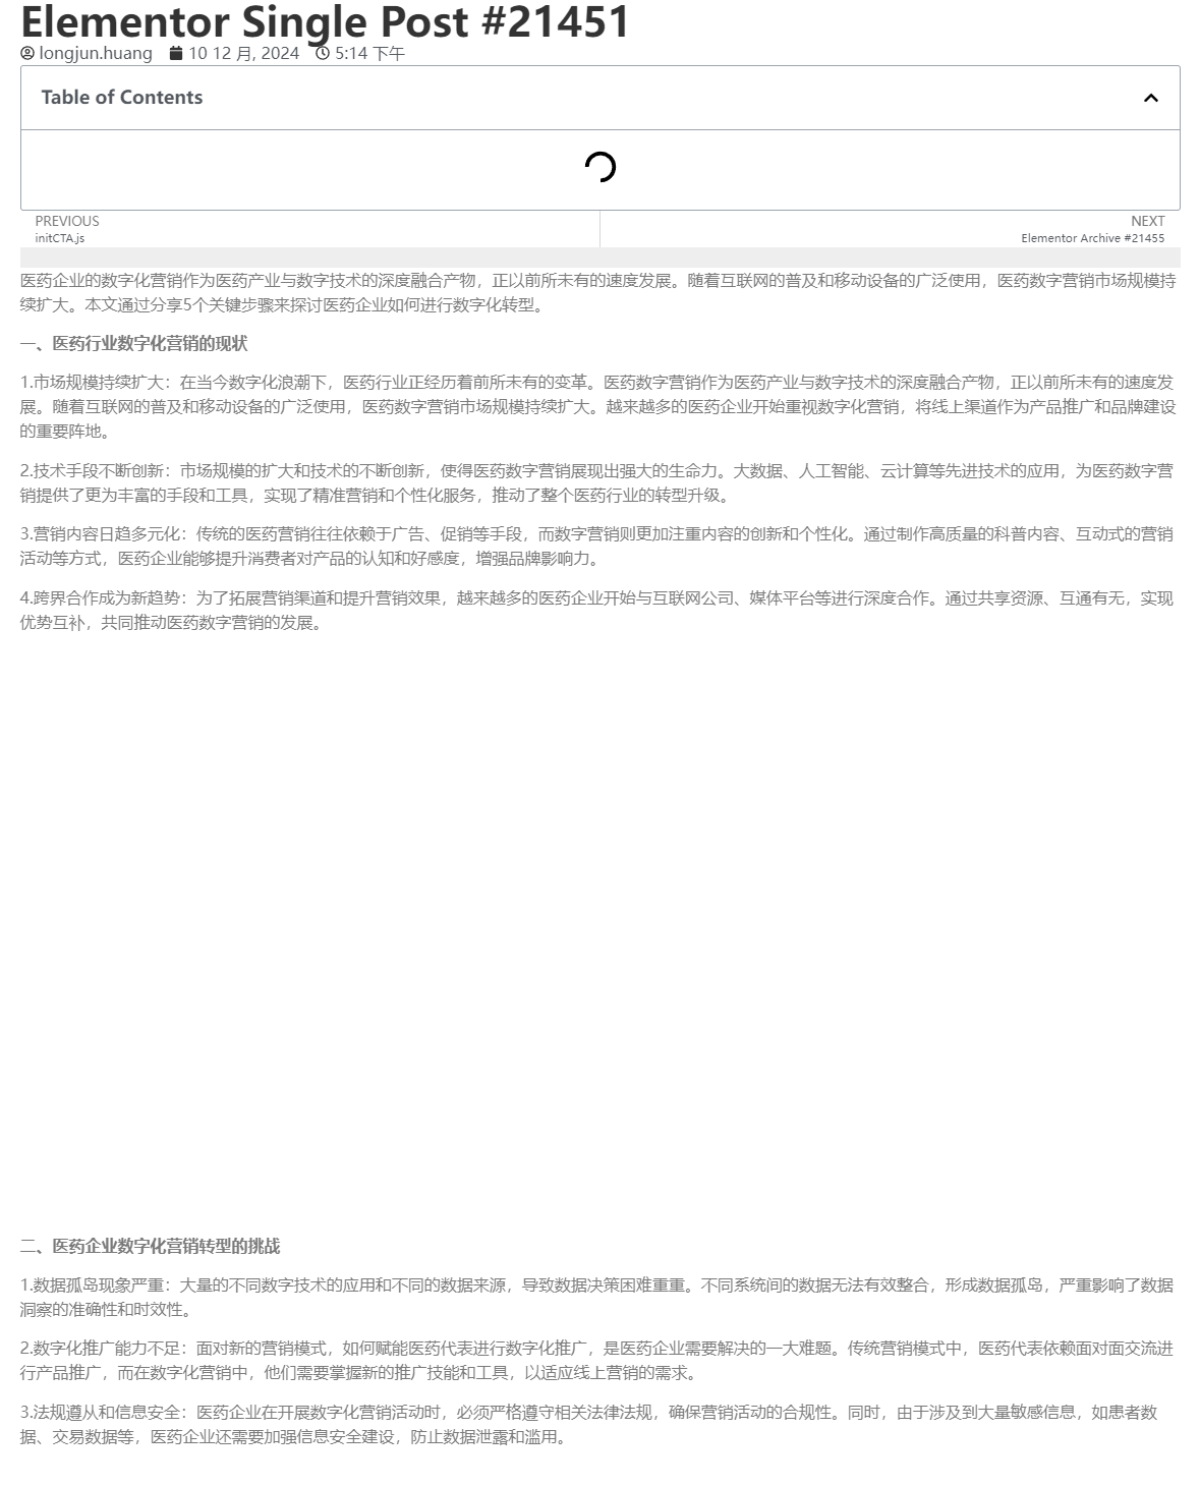 Elementor Single Post #21451
longjun.huang 10 12 月, 2024 5:14 下午
Table of Contents
PREVIOUS
initCTA.js
NEXT
Elementor Archive #21455
医药企业的数字化营销作为医药产业与数字技术的深度融合产物，正以前所未有的速度发展。随着互联网的普及和移动设备的广泛使用，医药数字营销市场规模持
续扩大。本文通过分享5个关键步骤来探讨医药企业如何进行数字化转型。
一、医药行业数字化营销的现状
1.市场规模持续扩大：在当今数字化浪潮下，医药行业正经历着前所未有的变革。医药数字营销作为医药产业与数字技术的深度融合产物，正以前所未有的速度发
展。随着互联网的普及和移动设备的广泛使用，医药数字营销市场规模持续扩大。越来越多的医药企业开始重视数字化营销，将线上渠道作为产品推广和品牌建设
的重要阵地。
2.技术手段不断创新：市场规模的扩大和技术的不断创新，使得医药数字营销展现出强大的生命力。大数据、人工智能、云计算等先进技术的应用，为医药数字营
销提供了更为丰富的手段和工具，实现了精准营销和个性化服务，推动了整个医药行业的转型升级。
3.营销内容日趋多元化：传统的医药营销往往依赖于广告、促销等手段，而数字营销则更加注重内容的创新和个性化。通过制作高质量的科普内容、互动式的营销
活动等方式，医药企业能够提升消费者对产品的认知和好感度，增强品牌影响力。
4.跨界合作成为新趋势：为了拓展营销渠道和提升营销效果，越来越多的医药企业开始与互联网公司、媒体平台等进行深度合作。通过共享资源、互通有无，实现
优势互补，共同推动医药数字营销的发展。
二、医药企业数字化营销转型的挑战
1.数据孤岛现象严重：大量的不同数字技术的应用和不同的数据来源，导致数据决策困难重重。不同系统间的数据无法有效整合，形成数据孤岛，严重影响了数据
洞察的准确性和时效性。
2.数字化推广能力不足：面对新的营销模式，如何赋能医药代表进行数字化推广，是医药企业需要解决的一大难题。传统营销模式中，医药代表依赖面对面交流进
行产品推广，而在数字化营销中，他们需要掌握新的推广技能和工具，以适应线上营销的需求。
3.法规遵从和信息安全：医药企业在开展数字化营销活动时，必须严格遵守相关法律法规，确保营销活动的合规性。同时，由于涉及到大量敏感信息，如患者数
据、交易数据等，医药企业还需要加强信息安全建设，防止数据泄露和滥用。